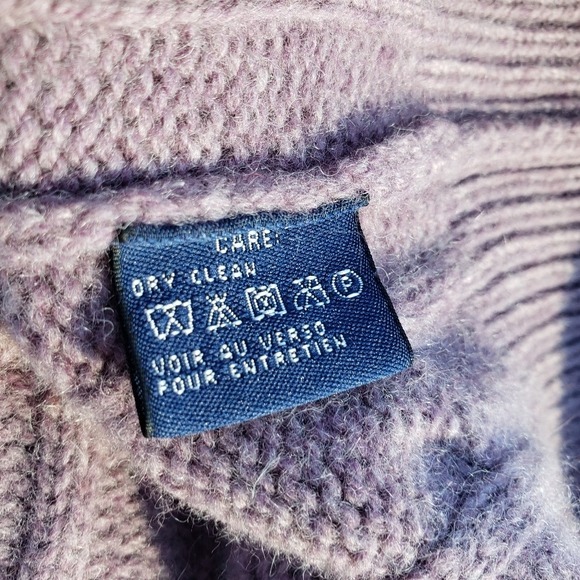 CARE:
DRY CLEAN
P
VOIR AU VERSO
POUR ENTRETIEN